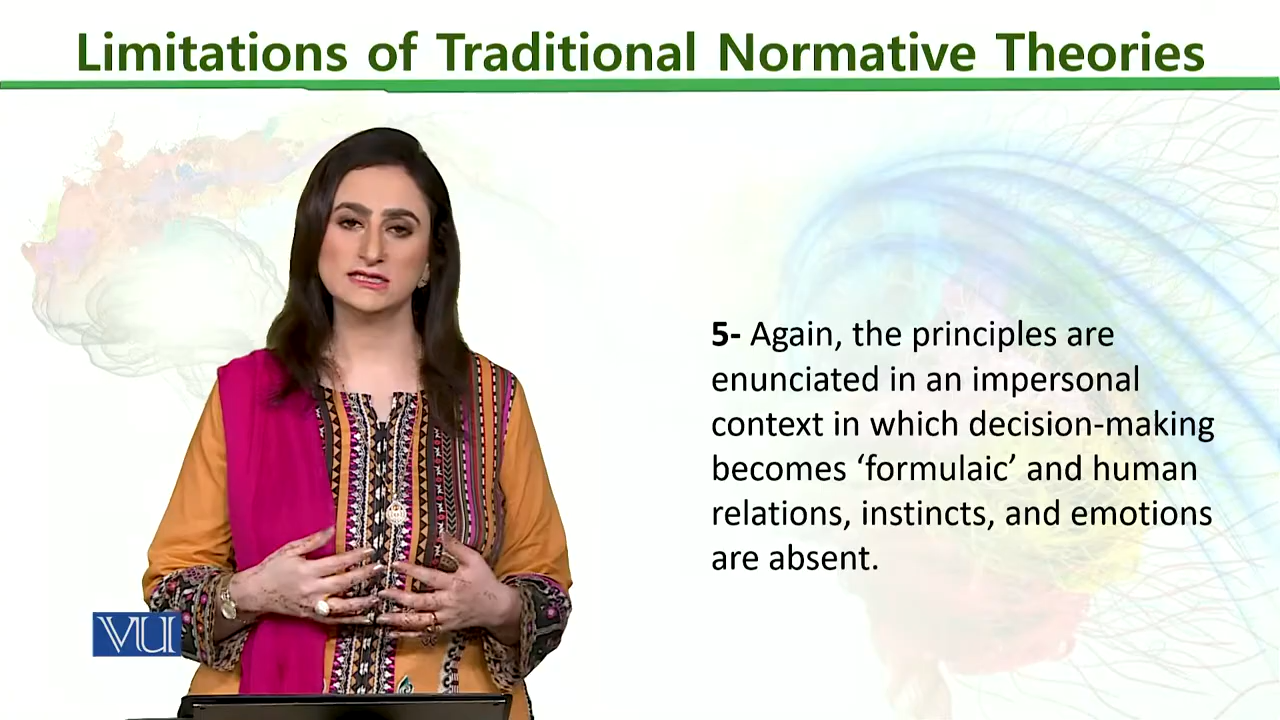 Limitations of Traditional Normative Theories
5- Again, the principles are
enunciated in an impersonal
context in which decision-making
becomes ‘formulaic’ and human
relations, instincts, and emotions
are absent.
VU